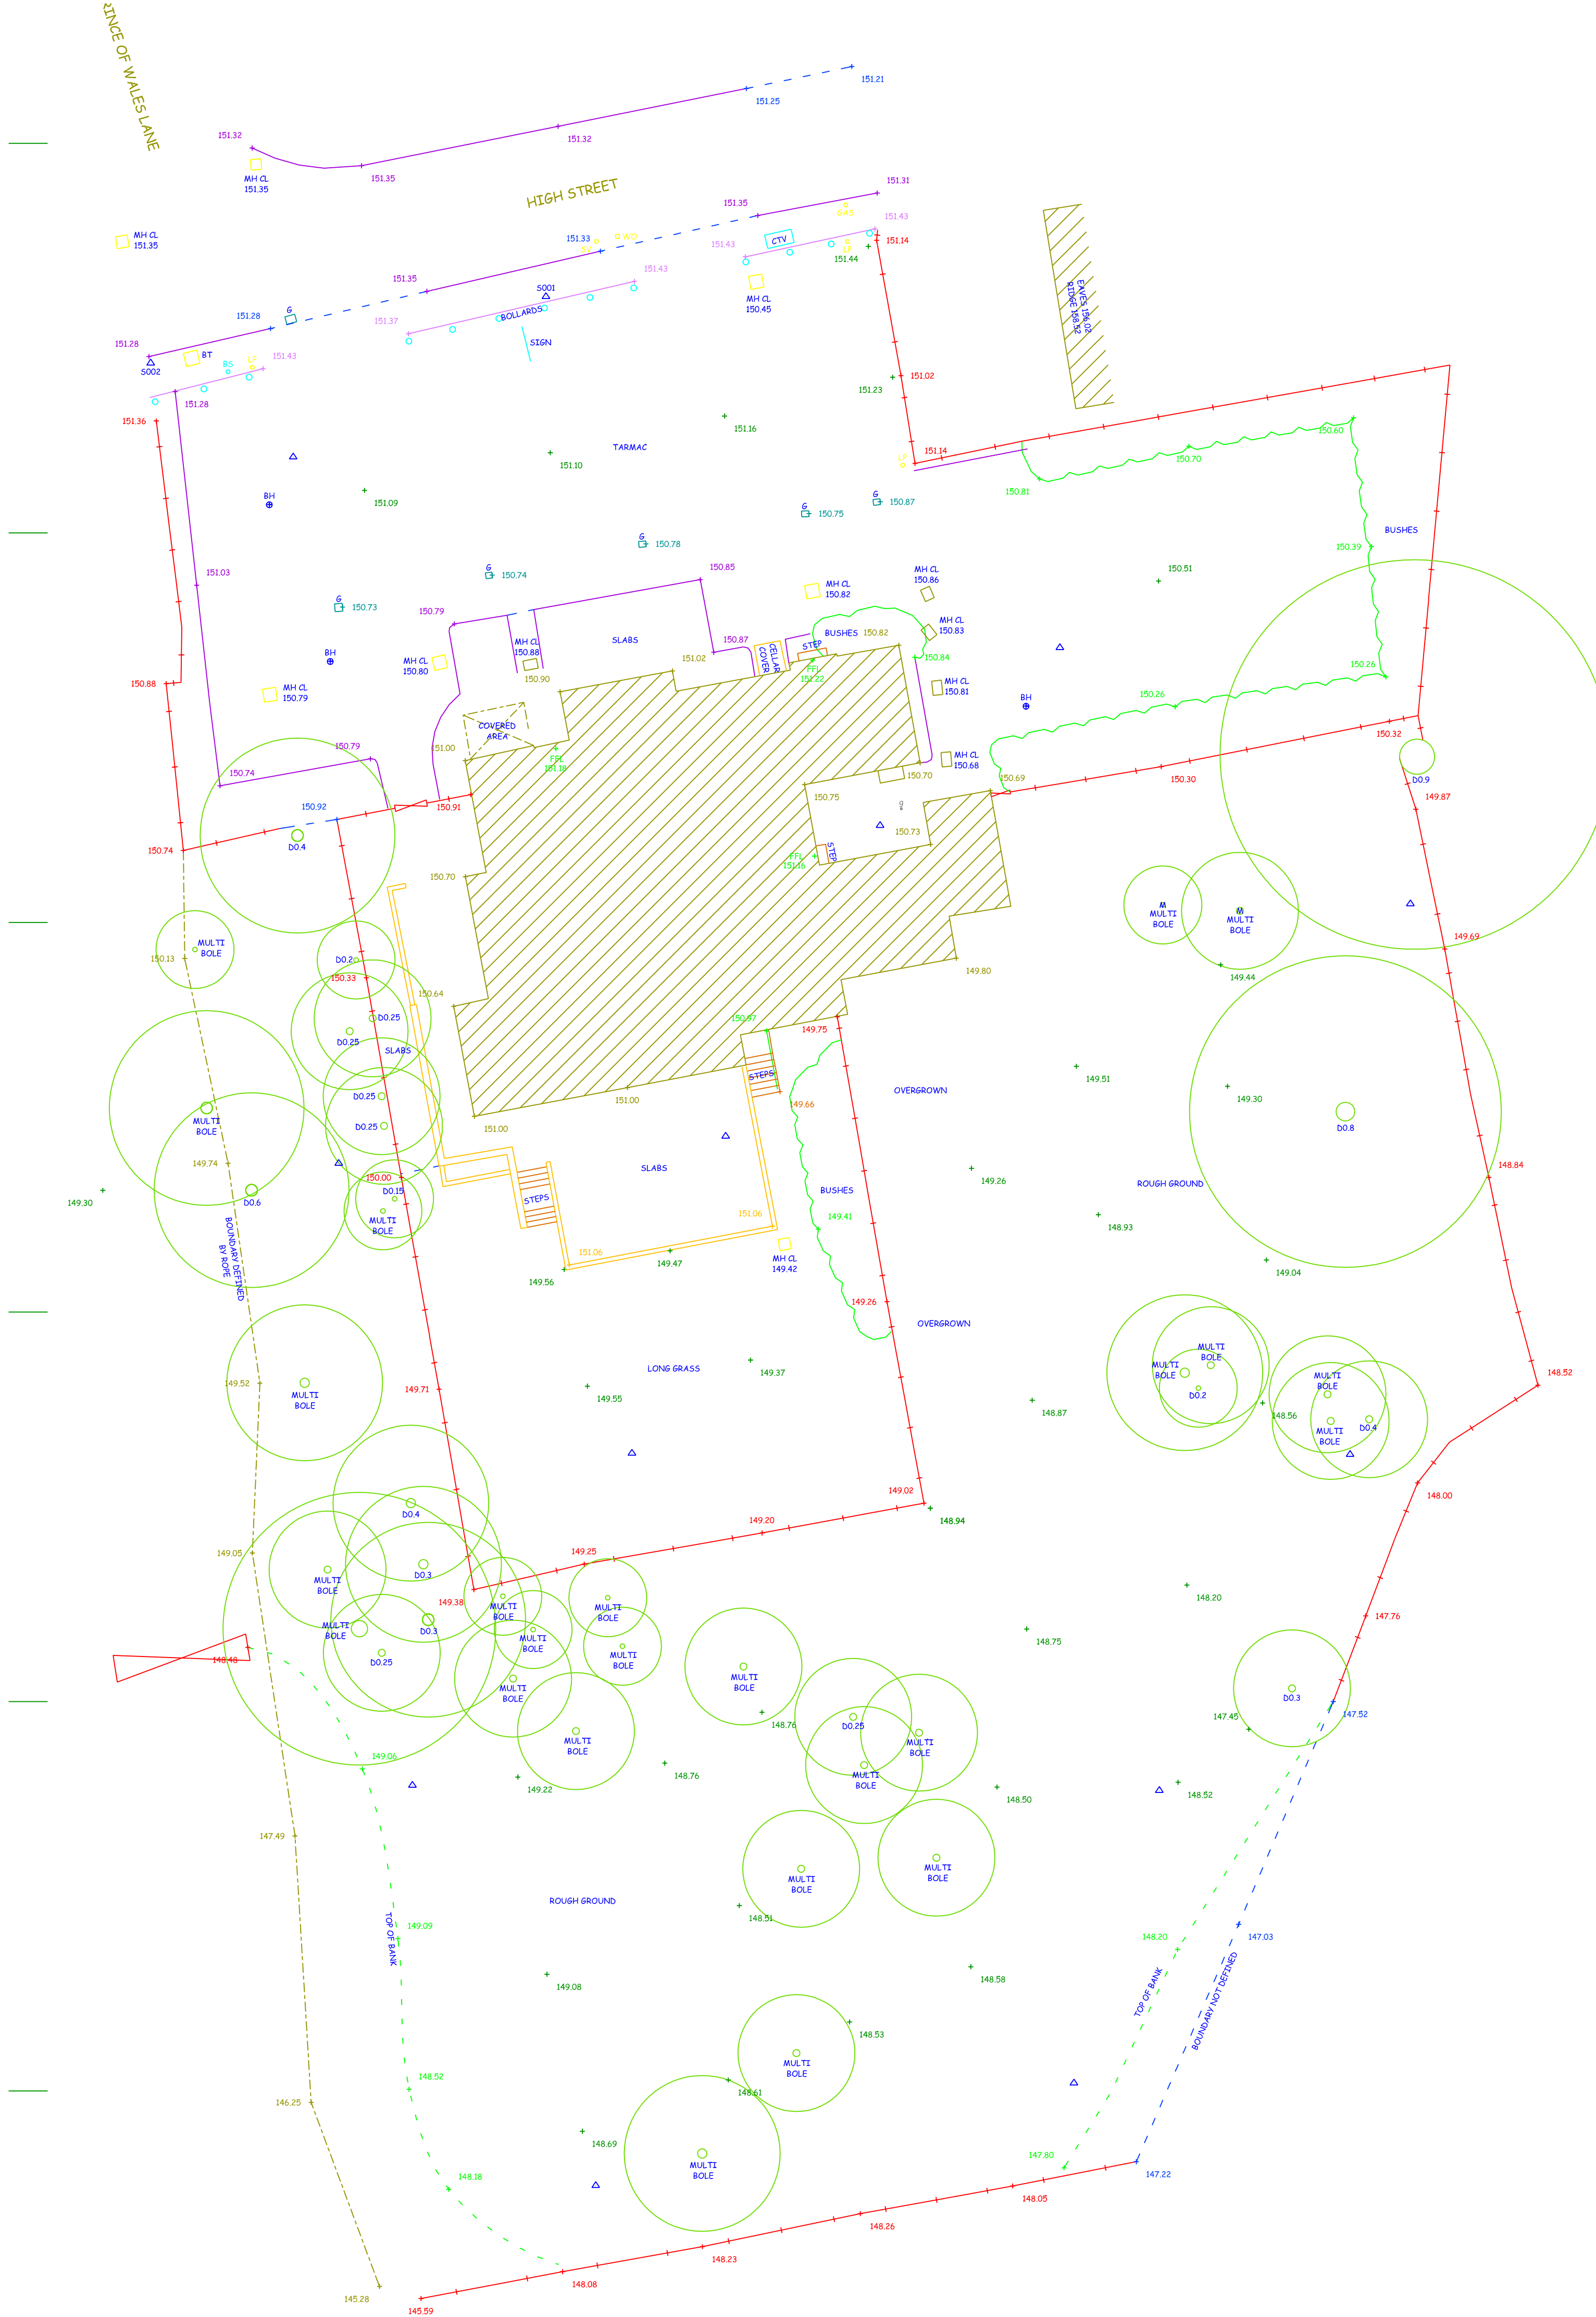 RINCE OF WALES LANE
151.21
151.25
151.32
151.32
151.35
MH CL
151.35
HIGH STREET
151.31
151.35
GAS
151.43
MH CL
151.35
151.33
WO
SV
CTV
151.43
LP
151.14
151.44
151.43
151.35
S001
MH CL
150.45
EAVES 156.02
RIDGE 158.52
G
151.28
BOLLARDS
151.37
SIGN
151.28
BT
LP
BS
151.43
S002
151.28
151.02
151.23
151.36
151.16
TARMAC
151.14
150.60
LP
150.70
151.10
150.81
BH
151.09
G
150.87
G
150.75
BUSHES
G
150.78
150.39
G
150.74
150.85
150.51
151.03
MH CL
150.86
MH CL
150.82
G
150.73
150.79
MH CL
150.83
BUSHES
150.82
SLABS
150.87
STEP
MH CL
150.88
BH
MH CL
150.80
151.02
CELLAR
COVER
150.84
150.90
FFL
151.22
150.26
150.88
MH CL
150.79
MH CL
150.81
BH
150.26
COVERED
AREA
150.32
150.79
151.00
FFL
151.18
MH CL
150.68
150.74
150.70
150.69
150.30
D0.9
149.87
150.92
150.91
150.75
G
150.73
D0.4
150.74
FFL
151.16
STEP
150.70
M
MULTI
BOLE
M
MULTI
BOLE
149.69
MULTI
BOLE
150.13
D0.2
149.44
149.80
150.33
150.64
D0.25
150.97
149.75
D0.25
SLABS
149.51
STEPS
149.30
OVERGROWN
D0.25
151.00
149.66
MULTI
BOLE
D0.25
151.00
D0.8
149.74
SLABS
149.26
148.84
150.00
149.30
D0.15
ROUGH GROUND
D0.6
STEPS
BUSHES
MULTI
BOLE
151.06
149.41
148.93
BOUNDARY DEFINED
BY ROPE
151.06
149.47
MH CL
149.42
149.56
149.04
149.26
OVERGROWN
MULTI
BOLE
LONG GRASS
149.37
MULTI
BOLE
MULTI
BOLE
148.52
149.52
149.71
149.55
MULTI
BOLE
D0.2
148.87
148.56
D0.4
MULTI
BOLE
149.02
148.00
D0.4
148.94
149.20
149.05
149.25
D0.3
MULTI
BOLE
148.20
149.38
MULTI
BOLE
MULTI
BOLE
147.76
MULTI
BOLE
D0.3
MULTI
BOLE
148.75
MULTI
BOLE
148.48
D0.25
MULTI
BOLE
MULTI
BOLE
D0.3
148.76
D0.25
147.45
147.52
MULTI
BOLE
MULTI
BOLE
149.06
148.76
MULTI
BOLE
149.22
148.52
148.50
147.49
MULTI
BOLE
MULTI
BOLE
ROUGH GROUND
148.51
149.09
TOP OF BANK
147.03
148.20
BOUNDARY NOT DEFINED
TOP OF BANK
148.58
149.08
148.53
MULTI
BOLE
148.52
148.61
146.25
148.69
147.80
MULTI
BOLE
147.22
148.18
148.05
148.26
148.23
148.08
145.28
145.59